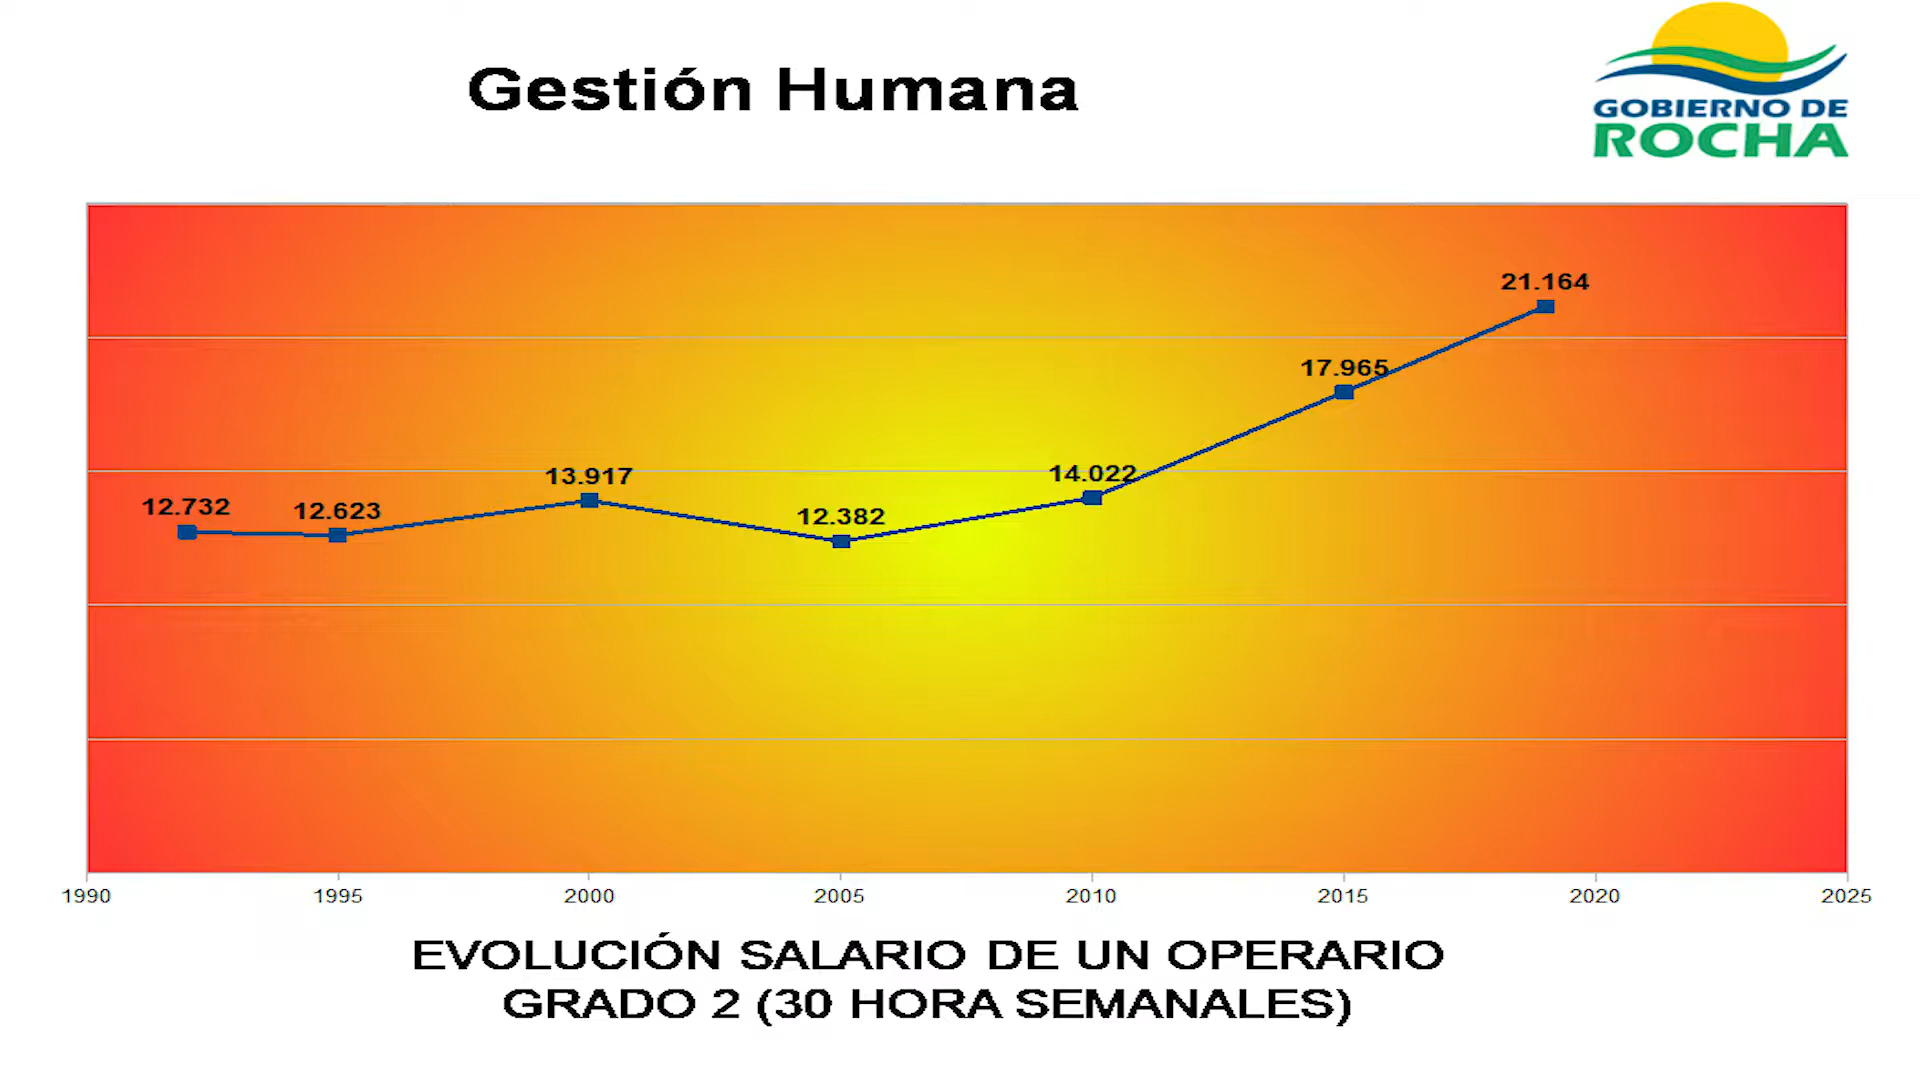 Gestión Humana
GOBIERNO DE
ROCHA
21.164
17.965
13.917
14.022
12.732
12.623
12.382
1990 1995 2000 2005 2010 2015 2020 2025
EVOLUCIÓN SALARIO DE UN OPERARIO
GRADO 2 (30 HORA SEMANALES)